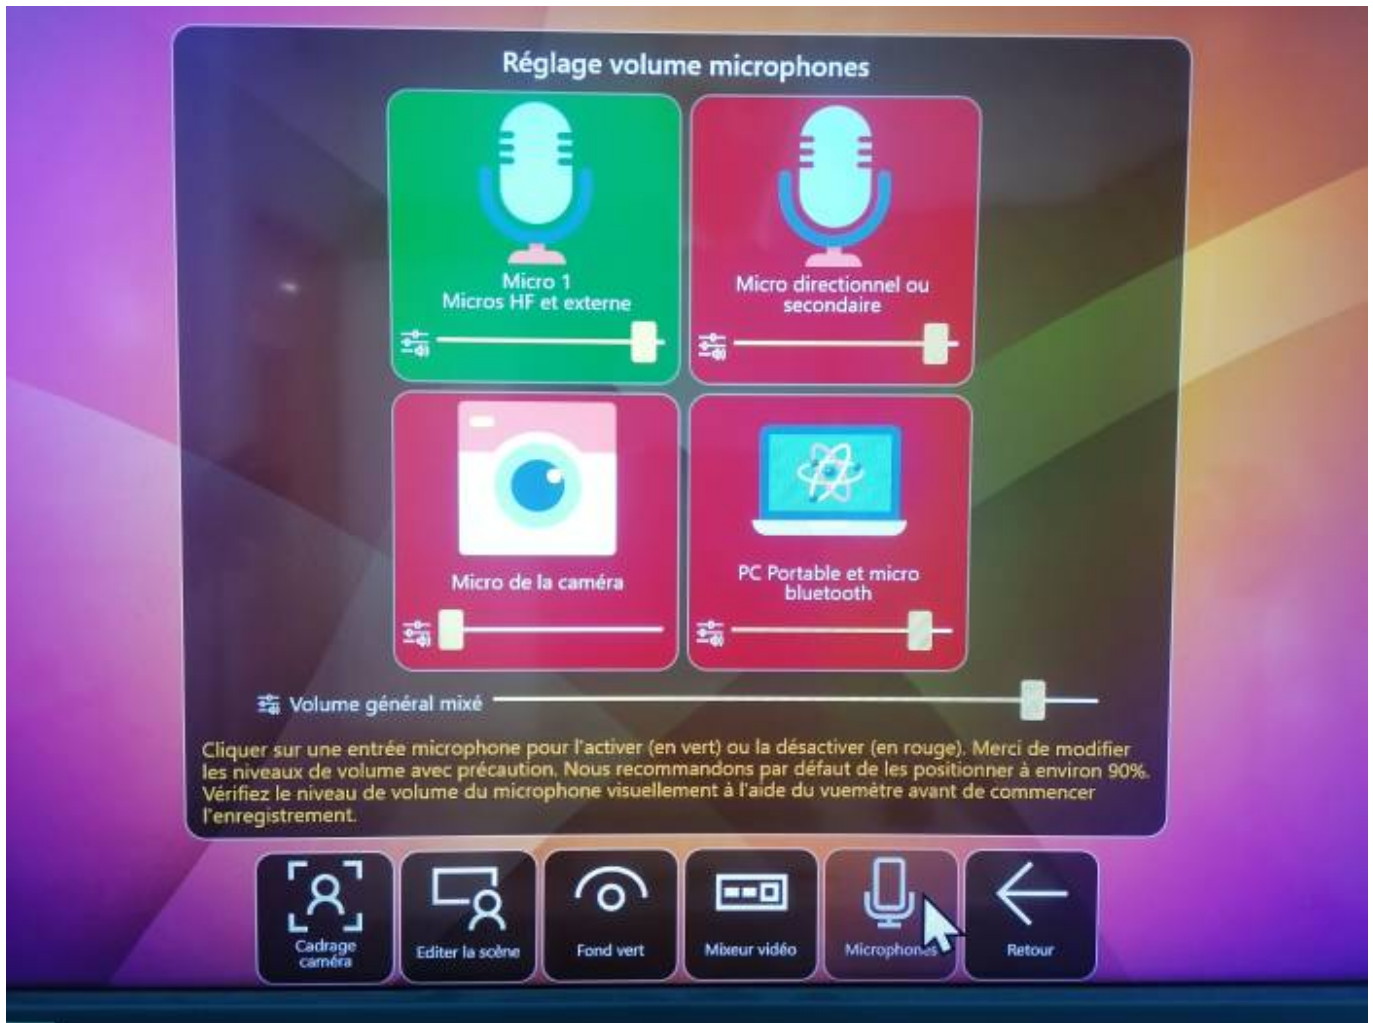 Réglage volume microphones
Micro 1
Micros HF et externe
Micro directionnel ou
secondaire
Micro de la caméra
PC Portable et micro
bluetooth
Volume général mixé
Cliquer sur une entrée microphone pour l'activer (en vert) ou la désactiver (en rouge). Merci de modifier
les niveaux de volume avec précaution. Nous recommandons par défaut de les positionner à environ 90%.
Vérifiez le niveau de volume du microphone visuellement à l'aide du vuemètre avant de commencer
l'enregistrement.
Cadrage
caméra
Editer la scène
Fond vert
Mixeur vidéo
Microphones
Retour